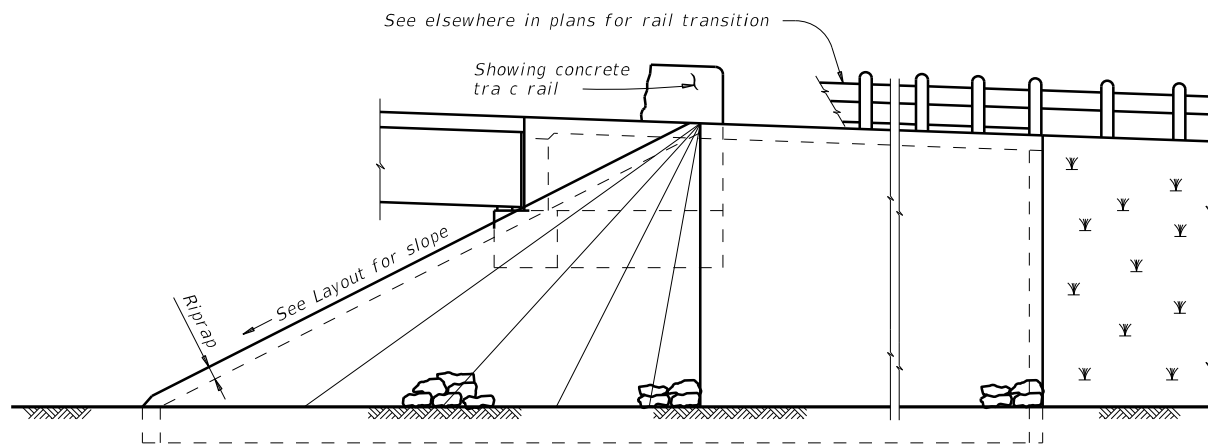 See elsewhere in plans for rail transition
Showing concrete
tra c rail
See Layout for slope
Riprap